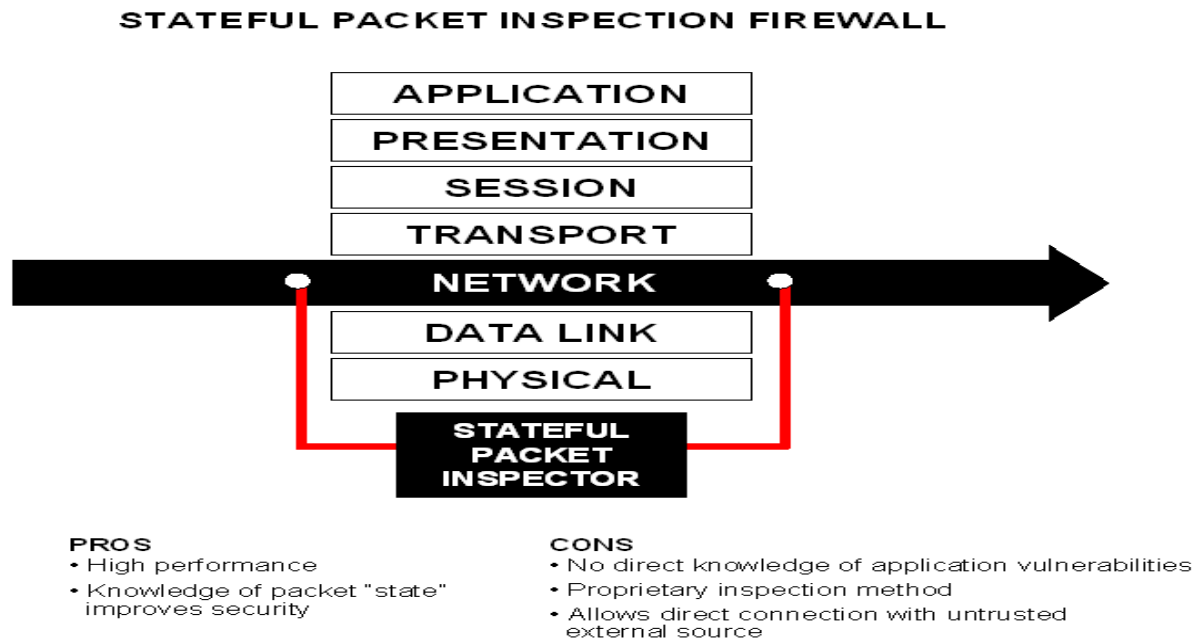 STATEFUL PACKET INSPECTION FIREWALL
APPLICATION
PRESENTATION
SESSION
TRANSPORT
NETWORK
DATA LINK
PHYSICAL
STATEFUL
PACKET
INSPECTOR
PROS
• High performance
• Knowledge of packet "state"
improves security
CONS
• No direct knowledge of application vulnerabilities
• Proprietary inspection method
• Allows direct connection with untrusted
external source